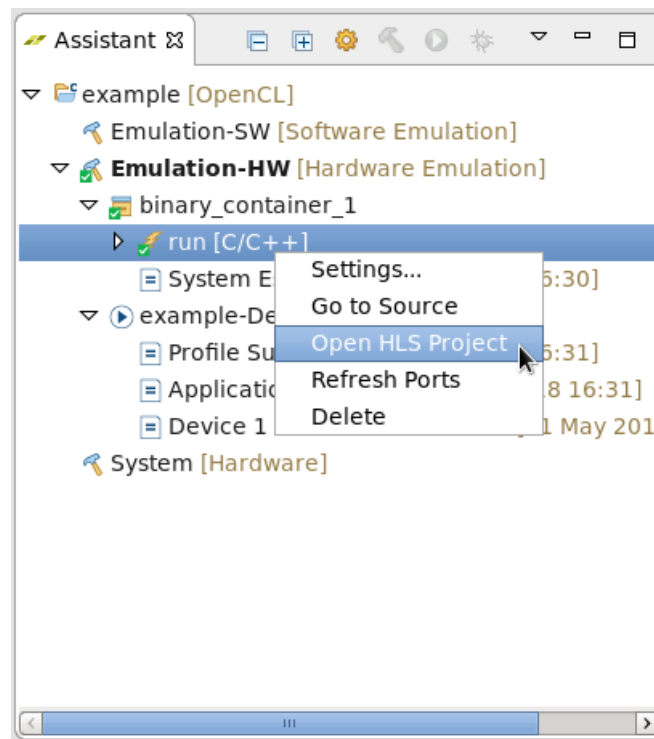 Assistant
example [OpenCL]
Emulation-SW [Software Emulation]
Emulation-HW [Hardware Emulation]
binary_container_1
run [C/C++]
Settings...
System E 6:30]
Go to Source
example-De
Open HLS Project
Profile Su 6:31]
Refresh Ports
Applicatio 8 16:31]
Delete
Device 1 1 May 201
System [Hardware]